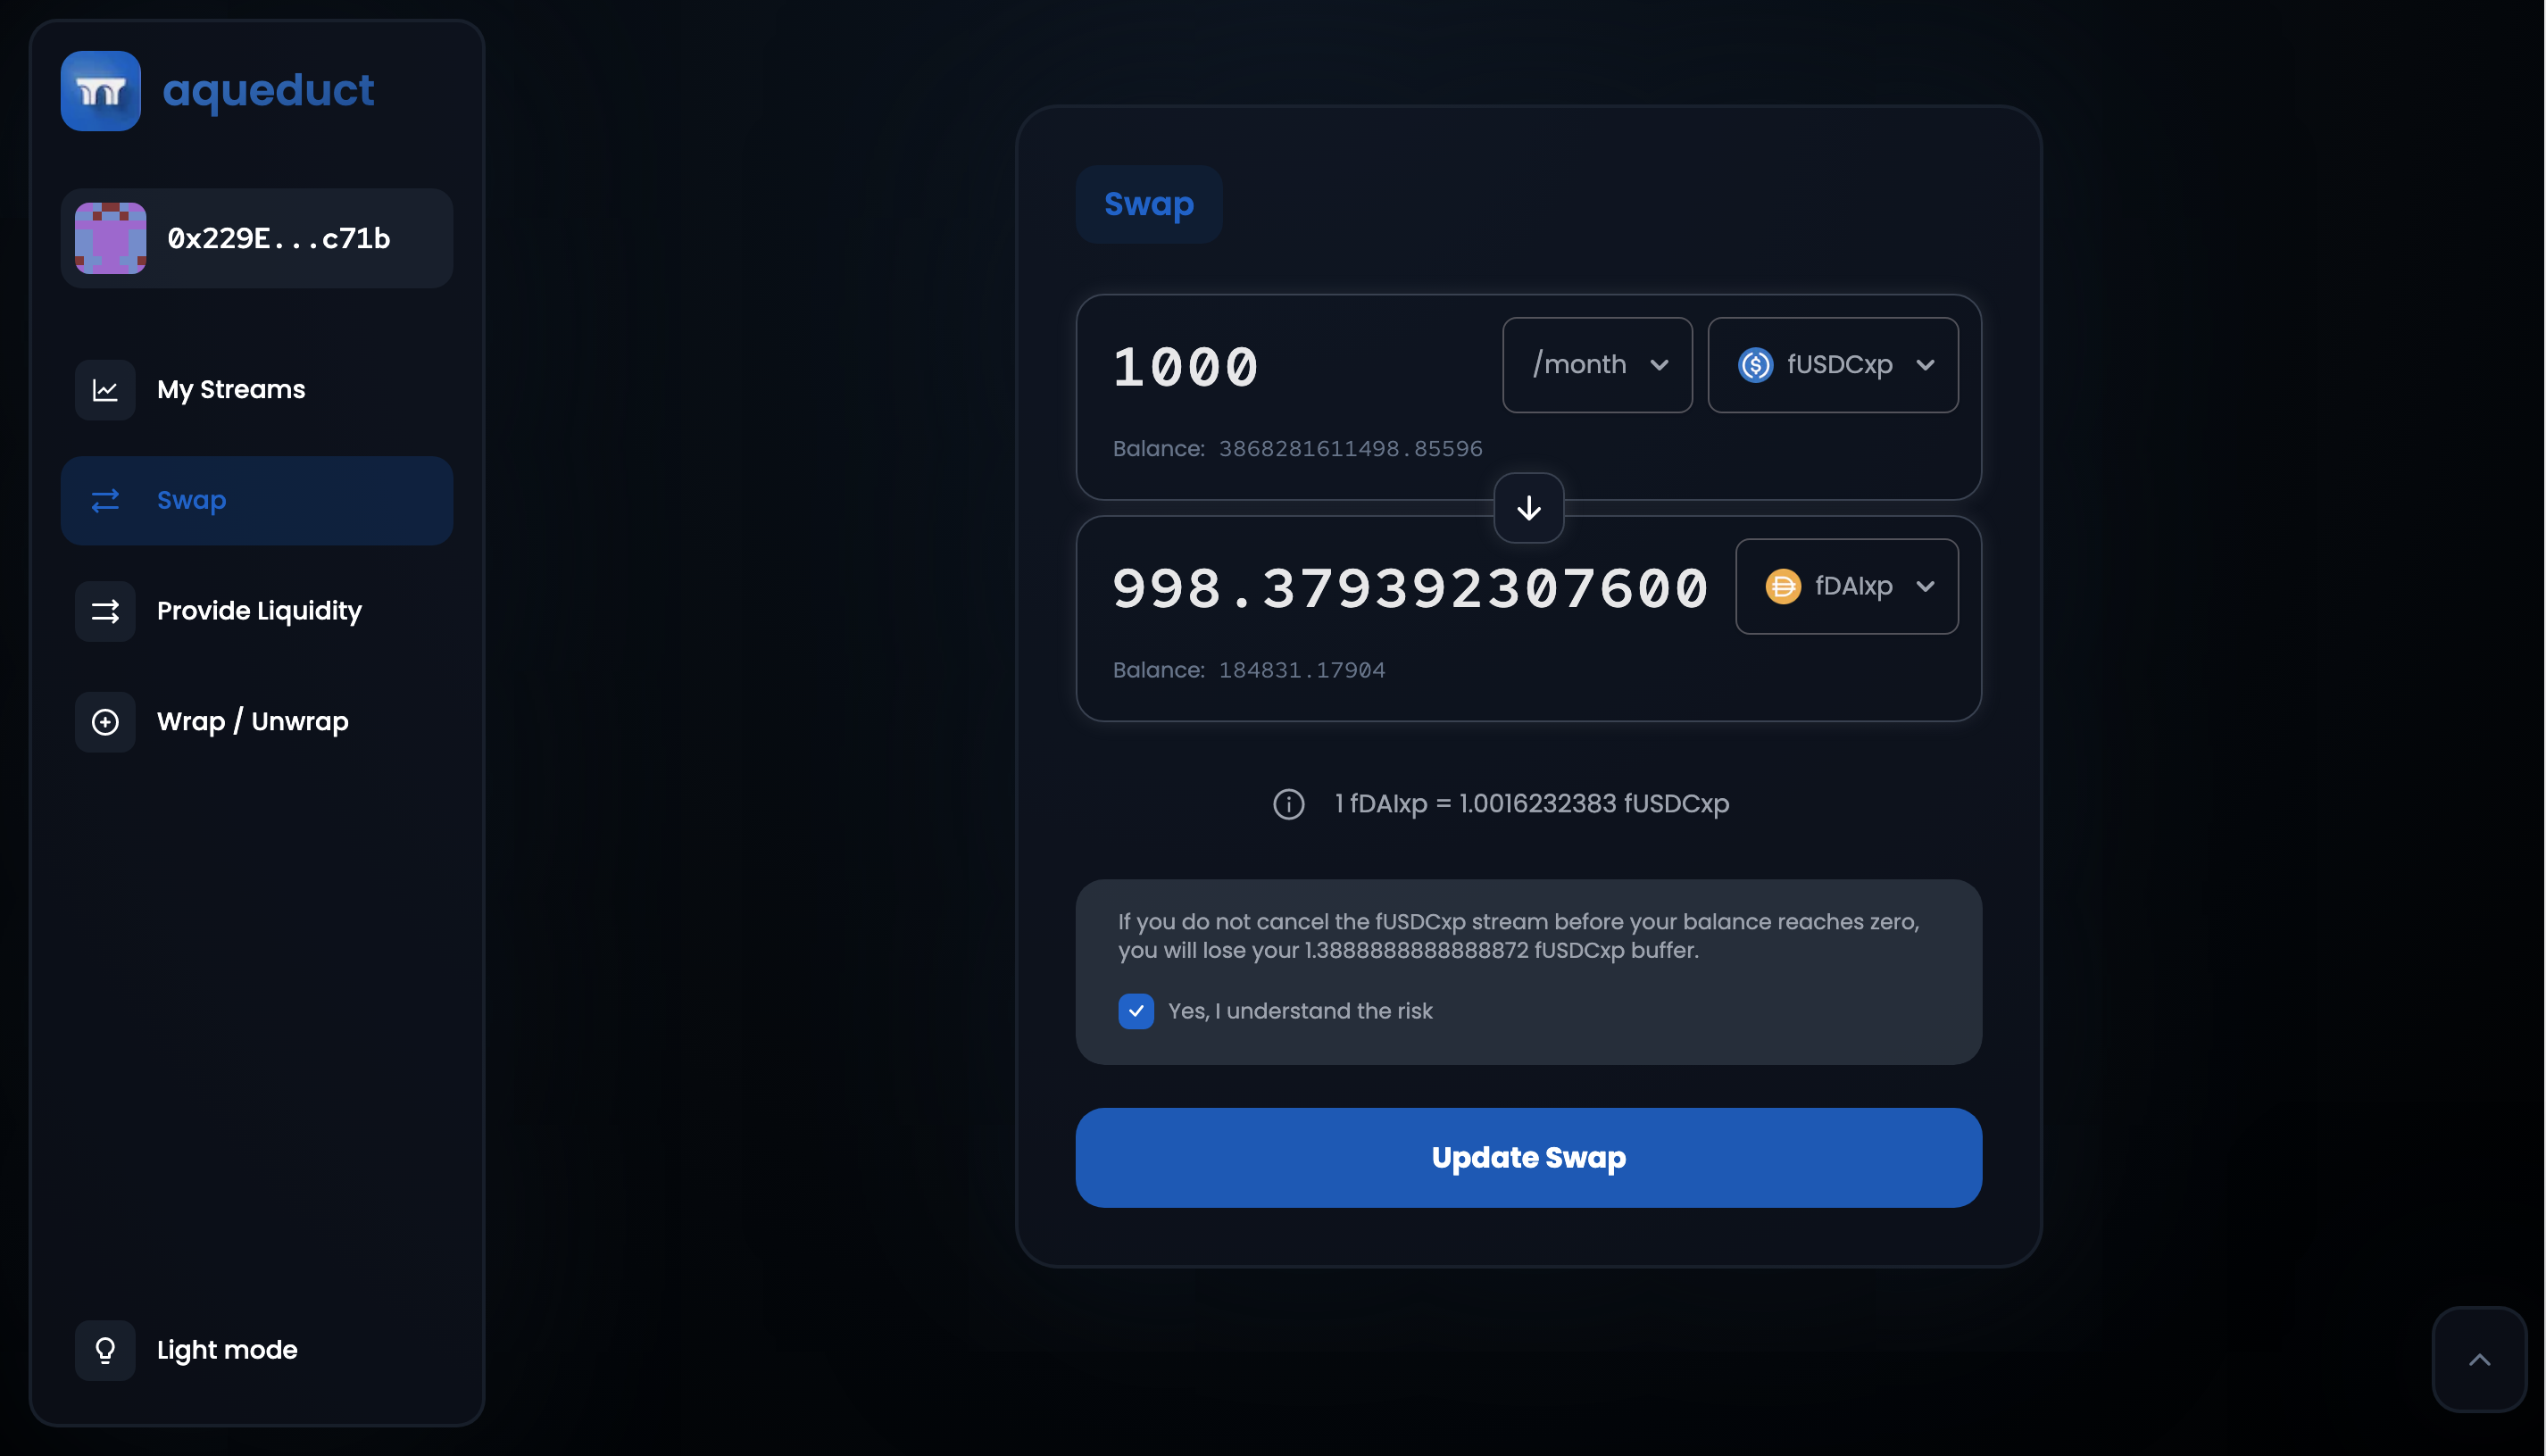 aqueduct
0x229E...c71b
My Streams
Swap
Provide Liquidity
Wrap / Unwrap
Light mode
Swap
1000 /month fUSDCxp
Balance: 3868281611498.85596
998.379392307600 fDAIxp
Balance: 184831.17904
1 fDAIxp = 1.0016232383 fUSDCxp
If you do not cancel the fUSDCxp stream before your balance reaches zero,
you will lose your 1.3888888888888872 fUSDCxp buffer.
Yes, I understand the risk
Update Swap